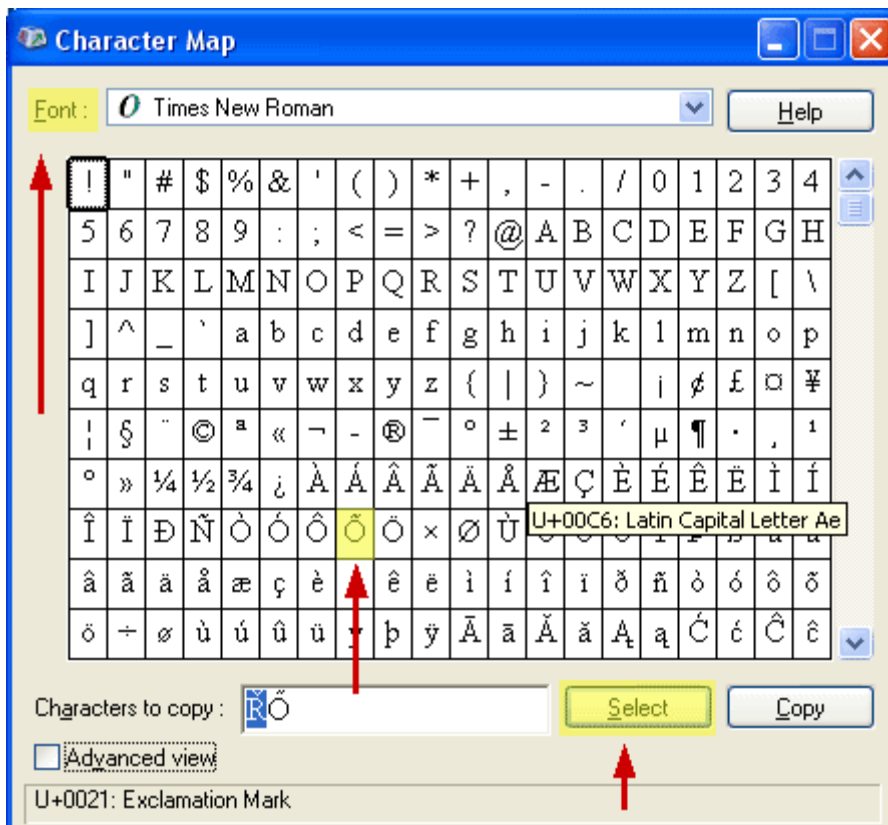 Character Map
Font : O Times New Roman Help
! " # $ % & ' ( ) * + , - . / 0 1 2 3 4
5 6 7 8 9 : ; < = > ? @ A B C D E F G H
I J K L M N O P Q R S T U V W X Y Z [ \
] ^ _ ` a b c d e f g h i j k l m n o p
q r s t u v w x y z { | } ~ ¡ ¢ £ ¤ ¥
¦ § ¨ © ª « ¬ - ® ¯ ° ± ² ³ ´ µ ¶ · ¸ ¹
º » ¼ ½ ¾ ¿ À Á Â Ã Ä Å Æ Ç È É Ê Ë Ì Í
Î Ï Ð Ñ Ò Ó Ô Õ Ö × Ø Ù
U+00C6: Latin Capital Letter Ae
â ã ä å æ ç è ê ë ì í î ï ð ñ ò ó ô õ
ö ÷ ø ù ú û ü þ ÿ Ā ā Ă ă Ą ą Ć ć Ĉ ĉ
Characters to copy : ŘŐ Select Copy
Advanced view
U+0021: Exclamation Mark